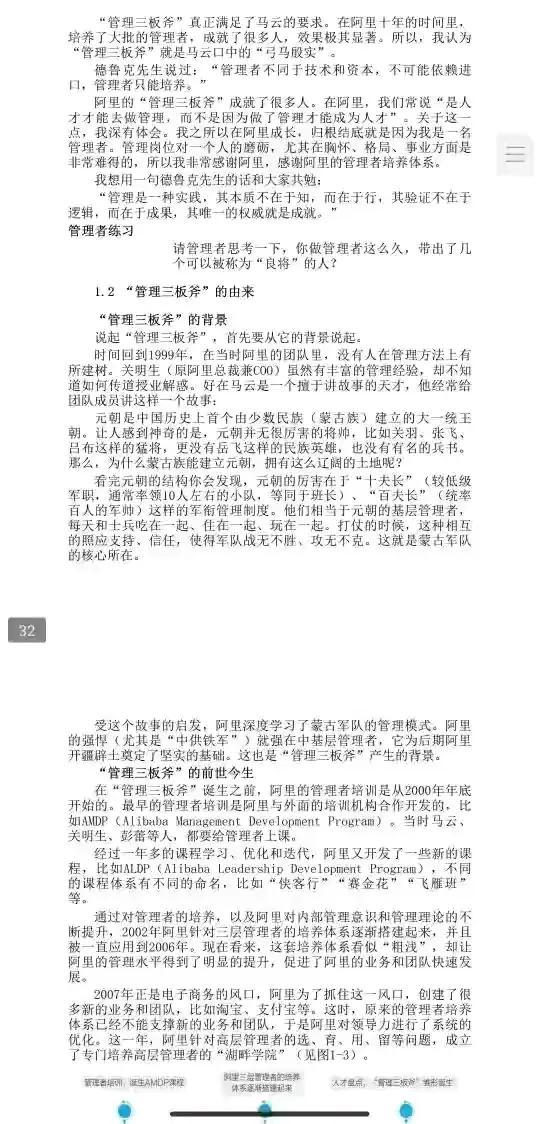 “管理三板斧”真正满足了马云的要求。在阿里十年的时间里，
培养了大批的管理者，成就了很多人，效果极其显著。所以，我认为
“管理三板斧”就是马云口中的“弓马殷实”。
德鲁克先生说过：“管理者不同于技术和资本，不可能依赖进
口，管理者只能培养。”
阿里的“管理三板斧”成就了很多人。在阿里，我们常说“是人
才才能去做管理，而不是因为做了管理才能成为人才”。关于这一
点，我深有体会。我之所以在阿里成长，归根结底就是因为我是一名
管理者。管理岗位对一个人的磨砺，尤其在胸怀、格局、事业方面是
非常难得的，所以我非常感谢阿里，感谢阿里的管理者培养体系。
我想用一句德鲁克先生的话和大家共勉：
“管理是一种实践，其本质不在于知，而在于行，其验证不在于
逻辑，而在于成果，其唯一的权威就是成就。”
管理者练习
请管理者思考一下，你做管理者这么久，带出了几
个可以被称为“良将”的人？
1.2 “管理三板斧”的由来
“管理三板斧”的背景
说起“管理三板斧”，首先要从它的背景说起。
时间回到1999年，在当时阿里的团队里，没有人在管理方法上有
所建树。关明生（原阿里总裁兼COO）虽然有丰富的管理经验，却不知
道如何传道授业解惑。好在马云是一个擅于讲故事的天才，他经常给
团队成员讲这样一个故事：
元朝是中国历史上首个由少数民族（蒙古族）建立的大一统王
朝。让人感到神奇的是，元朝并无很厉害的将帅，比如关羽、张飞、
吕布这样的猛将，更没有岳飞这样的民族英雄，也没有有名的兵书。
那么，为什么蒙古族能建立元朝，拥有这么辽阔的土地呢？
看完元朝的结构你会发现，元朝的厉害在于“十夫长”（较低级
军职，通常率领10人左右的小队，等同于班长）、“百夫长”（统率
百人的军帅）这样的军衔管理制度。他们相当于元朝的基层管理者，
每天和士兵吃在一起、住在一起、玩在一起。打仗的时候，这种相互
的照应支持、信任，使得军队战无不胜、攻无不克。这就是蒙古军队
的核心所在。
32
受这个故事的启发，阿里深度学习了蒙古军队的管理模式。阿里
的强悍（尤其是“中供铁军”）就强在中基层管理者，它为后期阿里
开疆辟土奠定了坚实的基础。这也是“管理三板斧”产生的背景。
“管理三板斧”的前世今生
在“管理三板斧”诞生之前，阿里的管理者培训是从2000年年底
开始的。最早的管理者培训是阿里与外面的培训机构合作开发的，比
如AMDP（Alibaba Management Development Program）。当时马云、
关明生、彭蕾等人，都要给管理者上课。
经过一年多的课程学习、优化和迭代，阿里又开发了一些新的课
程，比如ALDP（Alibaba Leadership Development Program），不同
的课程体系有不同的命名，比如“侠客行”“赛金花”“飞雁班”
等。
通过对管理者的培养，以及阿里对内部管理意识和管理理论的不
断提升，2002年阿里针对三层管理者的培养体系逐渐搭建起来，并且
被一直应用到2006年。现在看来，这套培养体系看似“粗浅”，却让
阿里的管理水平得到了明显的提升，促进了阿里的业务和团队快速发
展。
2007年正是电子商务的风口，阿里为了抓住这一风口，创建了很
多新的业务和团队，比如淘宝、支付宝等。这时，原来的管理者培养
体系已经不能支撑新的业务和团队，于是阿里对领导力进行了系统的
优化。这一年，阿里针对高层管理者的选、育、用、留等问题，成立
了专门培养高层管理者的“湖畔学院”（见图1-3）。
管理者培训，诞生AMDP课程
阿里三层管理者的培养
体系逐渐搭建起来
人才盘点，“管理三板斧”雏形诞生